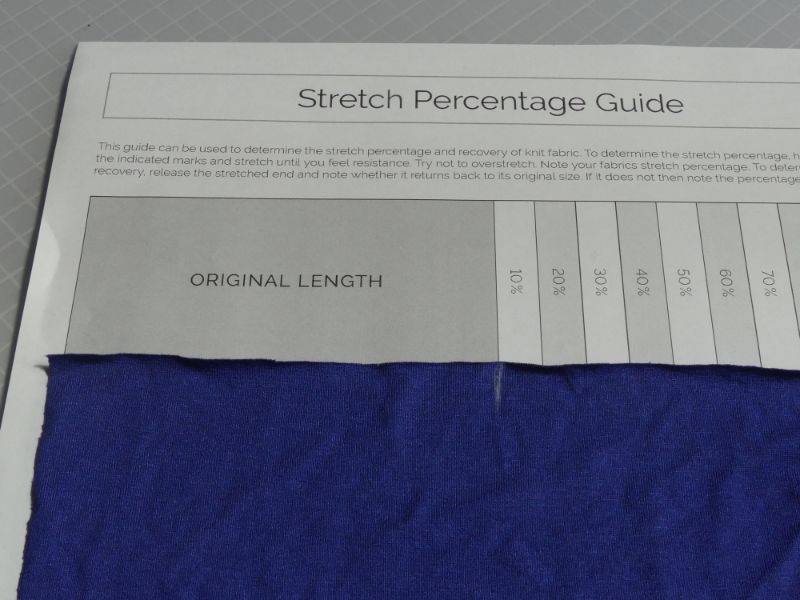 Stretch Percentage Guide
This guide can be used to determine the stretch percentage and recovery of knit fabric. To determine the stretch percentage,
the indicated marks and stretch until you feel resistance. Try not to overstretch. Note your fabrics stretch percentage. To
recovery, release the stretched end and note whether it returns back to its original size. If it does not then note the percentage
ORIGINAL LENGTH
10%
20%
30%
40%
50%
60%
70%